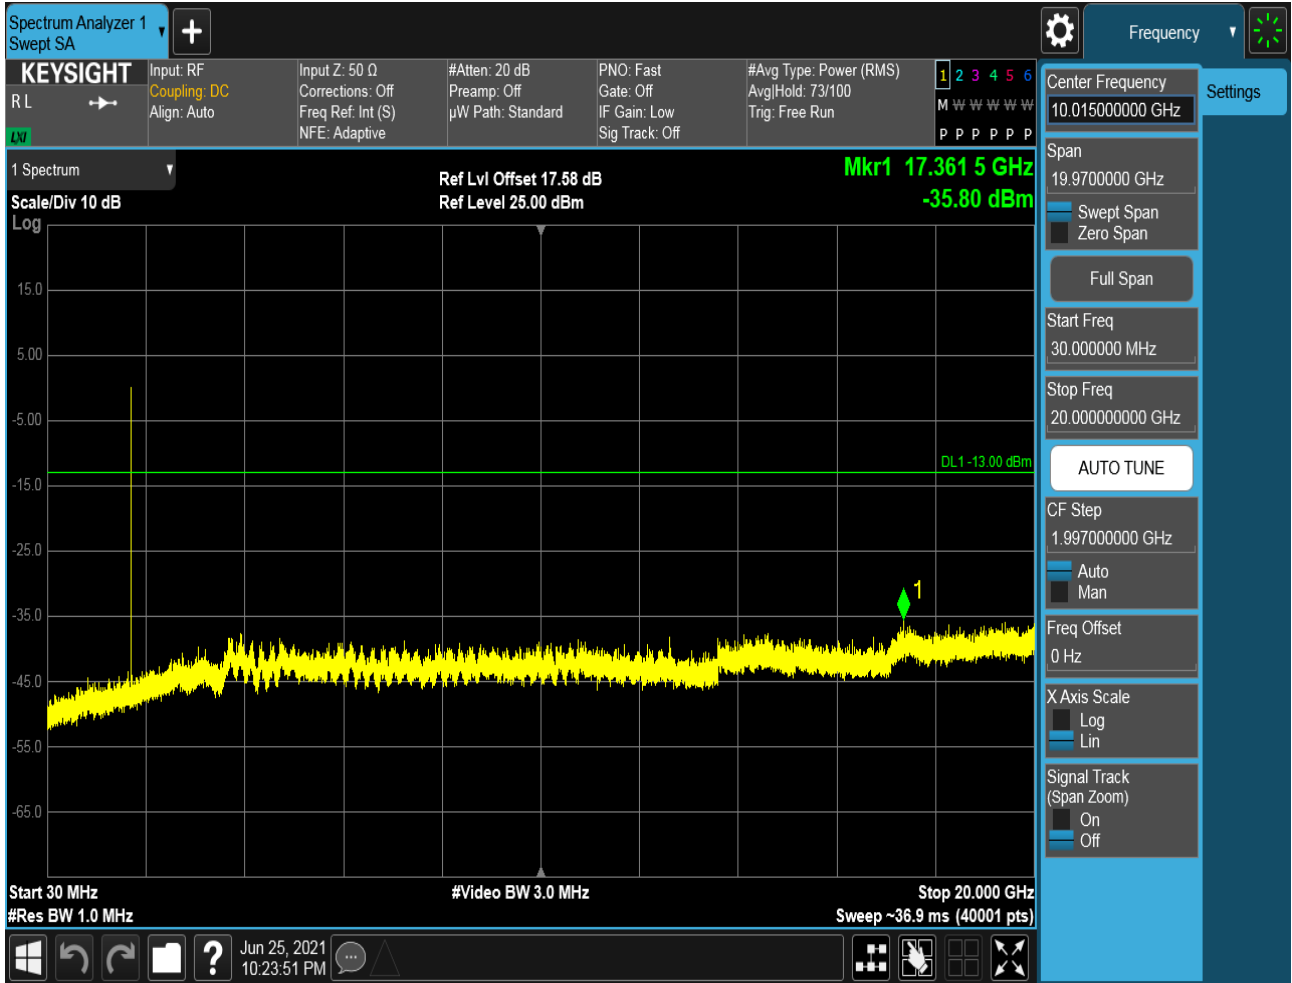 Spectrum Analyzer 1
Swept SA
Frequency
KEYSIGHT
R L
LXI
Input: RF
Coupling: DC
Align: Auto
Input Z: 50 Ω
Corrections: Off
Freq Ref: Int (S)
NFE: Adaptive
#Atten: 20 dB
Preamp: Off
µW Path: Standard
PNO: Fast
Gate: Off
IF Gain: Low
Sig Track: Off
#Avg Type: Power (RMS)
Avg|Hold: 73/100
Trig: Free Run
1 2 3 4 5 6
M W W W W W
P P P P P P
1 Spectrum
Scale/Div 10 dB
Log
Ref Lvl Offset 17.58 dB
Ref Level 25.00 dBm
Mkr1 17.361 5 GHz
-35.80 dBm
15.0
5.00
-5.00
-15.0
-25.0
-35.0
-45.0
-55.0
-65.0
DL1 -13.00 dBm
1
Start 30 MHz
#Res BW 1.0 MHz
#Video BW 3.0 MHz
Stop 20.000 GHz
Sweep ~36.9 ms (40001 pts)
Jun 25, 2021
10:23:51 PM
Center Frequency
10.015000000 GHz
Settings
Span
19.9700000 GHz
Swept Span
Zero Span
Full Span
Start Freq
30.000000 MHz
Stop Freq
20.000000000 GHz
AUTO TUNE
CF Step
1.997000000 GHz
Auto
Man
Freq Offset
0 Hz
X Axis Scale
Log
Lin
Signal Track
(Span Zoom)
On
Off